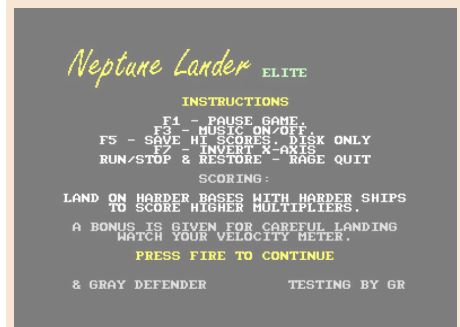 Neptune Lander ELITE
INSTRUCTIONS
F1 - PAUSE GAME.
F3 - MUSIC ON/OFF.
F5 - SAVE HI SCORES. DISK ONLY
F7 - INVERT X-AXIS
RUN/STOP & RESTORE - RAGE QUIT
SCORING:
LAND ON HARDER BASES WITH HARDER SHIPS
TO SCORE HIGHER MULTIPLIERS.
A BONUS IS GIVEN FOR CAREFUL LANDING
WATCH YOUR VELOCITY METER.
PRESS FIRE TO CONTINUE
& GRAY DEFENDER TESTING BY GR